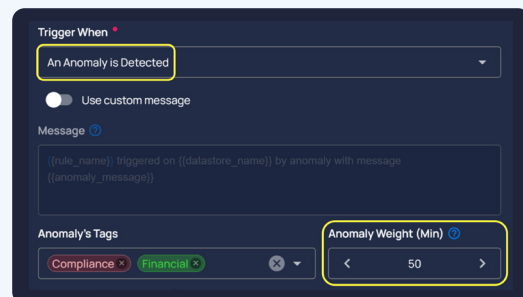 Trigger When *
An Anomaly is Detected
Use custom message
Message
{{rule_name}} triggered on {{datastore_name}} by anomaly with message
{{anomaly_message}}
Anomaly's Tags
Anomaly Weight (Min)
Compliance Financial
50